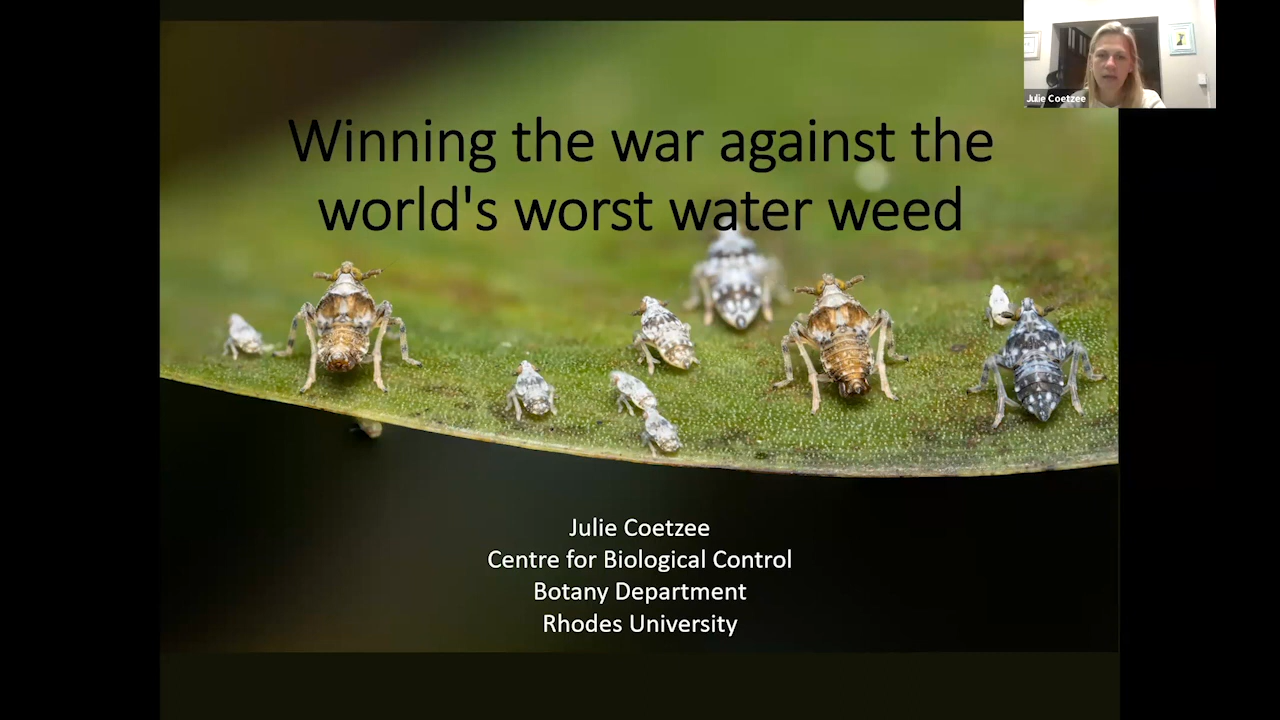 Julie Coetzee
Winning the war against the
world's worst water weed
Julie Coetzee
Centre for Biological Control
Botany Department
Rhodes University